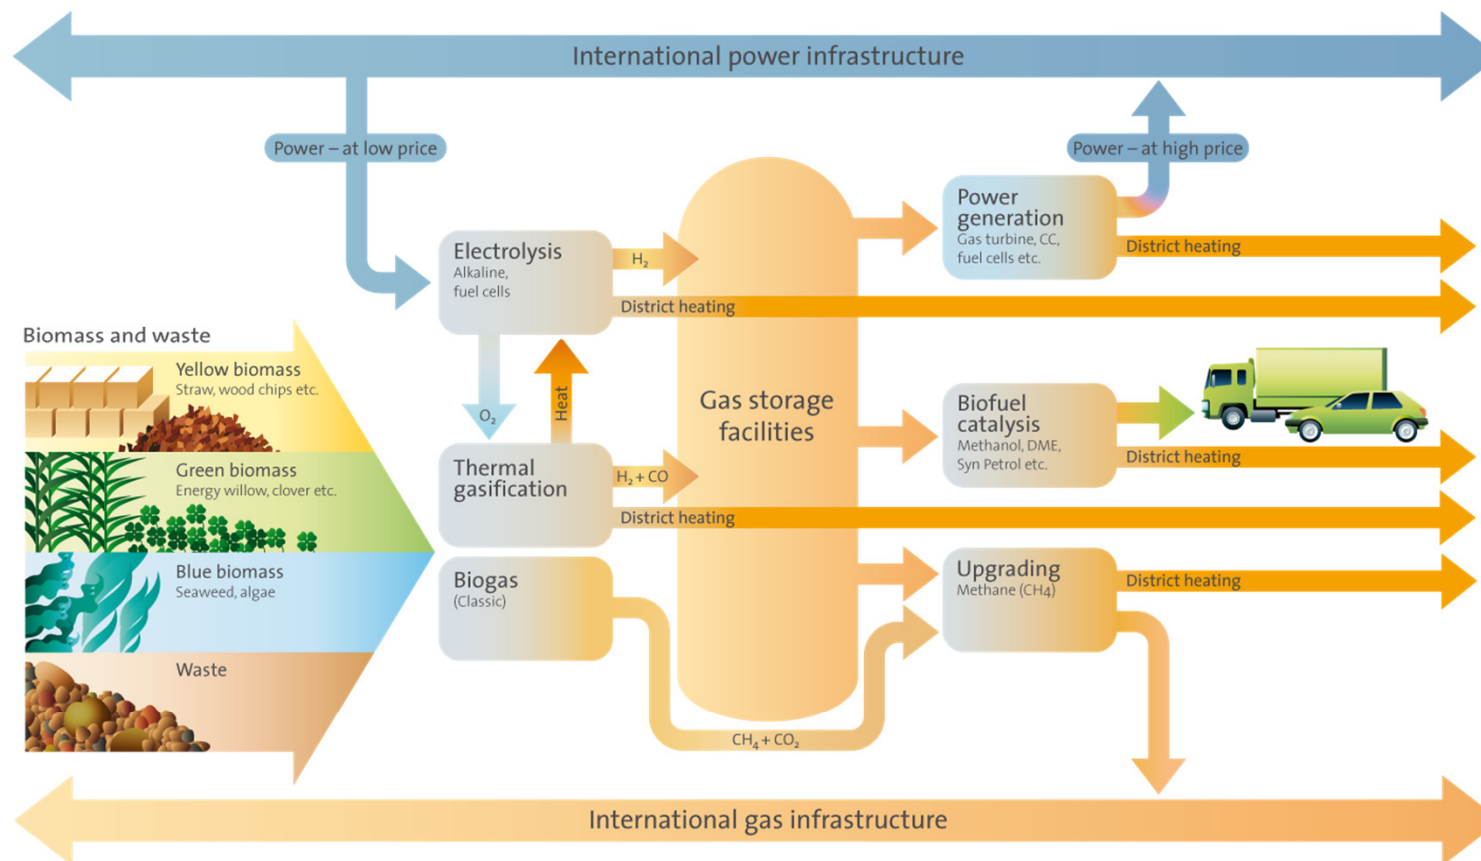 International power infrastructure
Power – at low price
Power – at high price
Power
generation
Gas turbine, CC,
fuel cells etc.
District heating
Electrolysis
Alkaline,
fuel cells
H₂
District heating
Biomass and waste
Yellow biomass
Straw, wood chips etc.
Green biomass
Energy willow, clover etc.
Blue biomass
Seaweed, algae
Waste
O₂
Heat
Gas storage
facilities
Biofuel
catalysis
Methanol, DME,
Syn Petrol etc.
District heating
Thermal
gasification
H₂ + CO
District heating
Biogas
(Classic)
Upgrading
Methane (CH4)
District heating
CH₄ + CO₂
International gas infrastructure